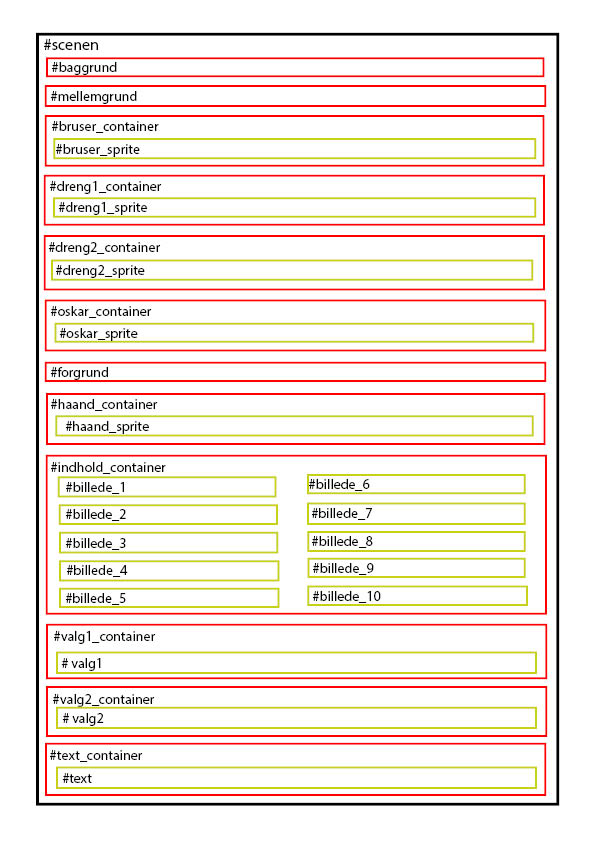 #scenen
#baggrund
#mellemgrund
#bruser_container
#bruser_sprite
#dreng1_container
#dreng1_sprite
#dreng2_container
#dreng2_sprite
#oskar_container
#oskar_sprite
#forgrund
#haand_container
#haand_sprite
#indhold_container
#billede_1
#billede_2
#billede_3
#billede_4
#billede_5
#billede_6
#billede_7
#billede_8
#billede_9
#billede_10
#valg1_container
# valg1
#valg2_container
# valg2
#text_container
#text